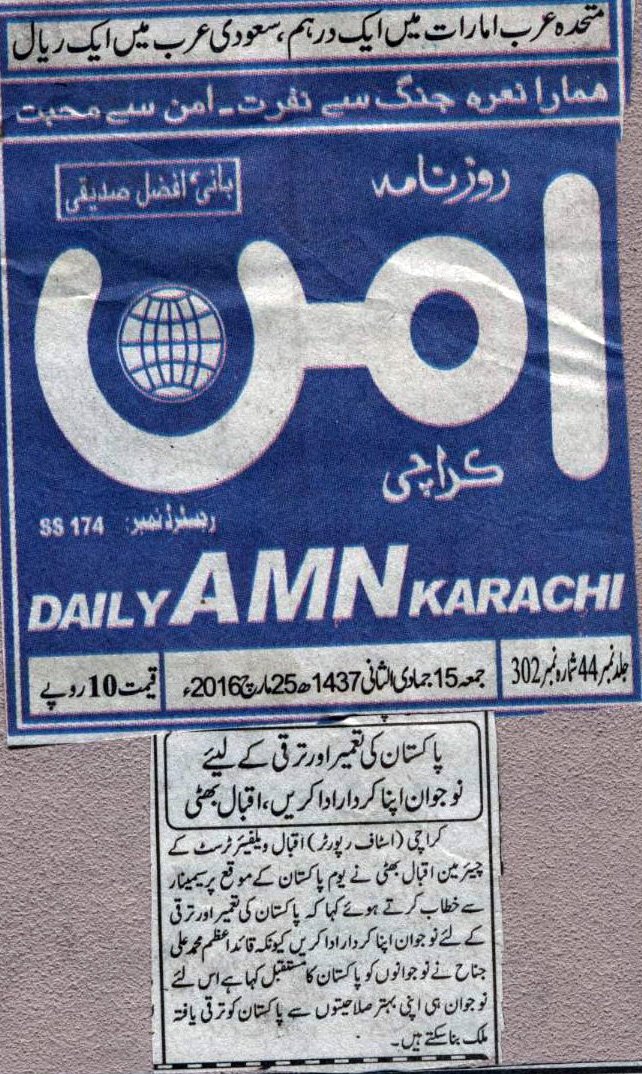 متحدہ عرب امارات میں ایک درہم، سعودی عرب میں ایک ریال
ہمارا نعرہ جنگ سے نفرت۔ امن سے محبت
بانیٔ افضل صدیقی
روزنامہ
امن
کراچی
رجسٹرڈ نمبر: SS 174
DAILY AMN KARACHI
جلد نمبر 44 شمارہ نمبر 302
جمعہ 15 جمادی الثانی 1437ھ 25 مارچ 2016ء
قیمت 10 روپے
پاکستان کی تعمیر اور ترقی کے لیئے
نوجوان اپنا کردار ادا کریں، اقبال بھٹی
کراچی (اسٹاف رپورٹر) اقبال ویلفیئر ٹرسٹ کے
چیئرمین اقبال بھٹی نے یوم پاکستان کے موقع پر سیمینار
سے خطاب کرتے ہوئے کہا کہ پاکستان کی تعمیر اور ترقی
کے لئے نوجوان اپنا کردار ادا کریں کیونکہ قائد اعظم محمد علی
جناح نے نوجوانوں کو پاکستان کا مستقبل کہا ہے اس لئے
نوجوان ہی اپنی بہتر صلاحیتوں سے پاکستان کو ترقی یافتہ
ملک بنا سکتے ہیں۔